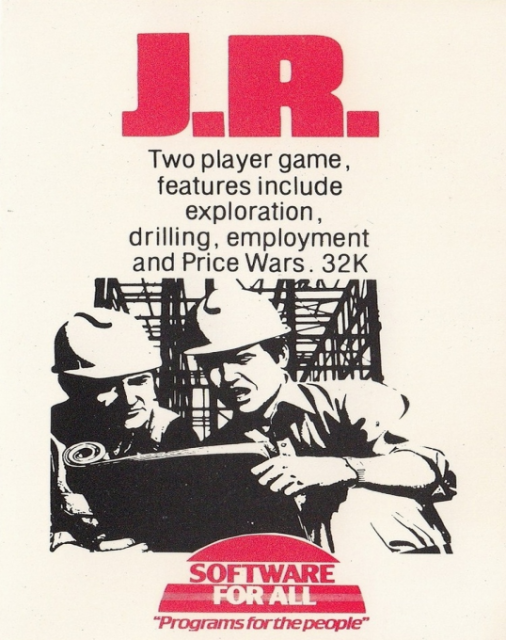 J.R.
Two player game,
features include
exploration,
drilling, employment
and Price Wars. 32K
SOFTWARE
FOR ALL
"Programs for the people"